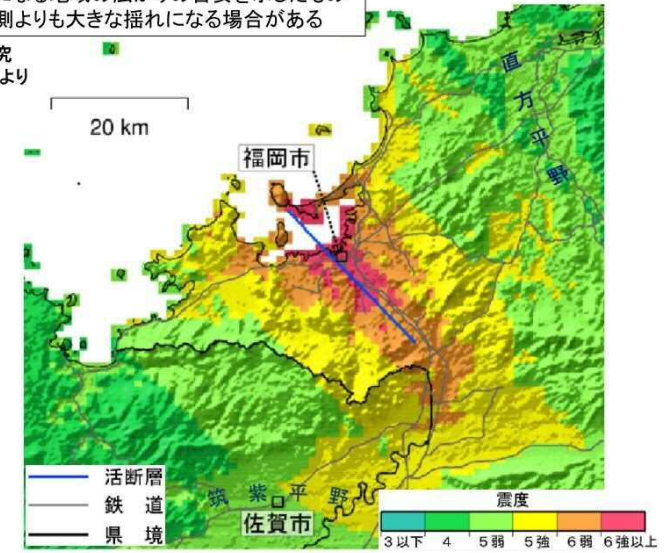 側よりも大きな揺れになる場合がある
より
20 km
福岡市
直方平野
筑紫平野
佐賀市
活断層
鉄道
県境
震度
3以下 4 5弱 5強 6弱 6強以上